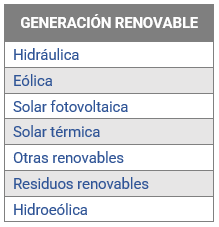 GENERACIÓN RENOVABLE
Hidráulica
Eólica
Solar fotovoltaica
Solar térmica
Otras renovables
Residuos renovables
Hidroeólica